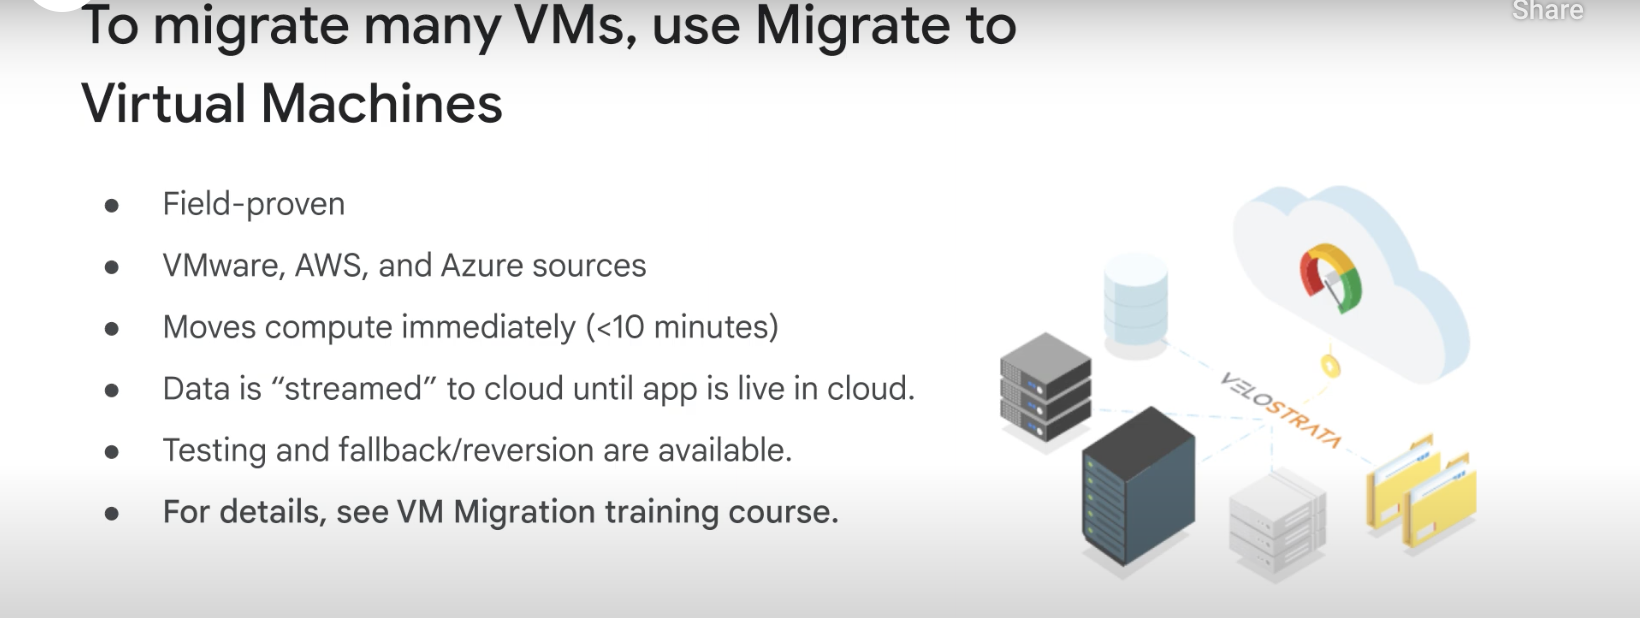 Share
To migrate many VMs, use Migrate to
Virtual Machines
● Field-proven
● VMware, AWS, and Azure sources
● Moves compute immediately (<10 minutes)
● Data is “streamed” to cloud until app is live in cloud.
● Testing and fallback/reversion are available.
● For details, see VM Migration training course.
VELOSTRATA